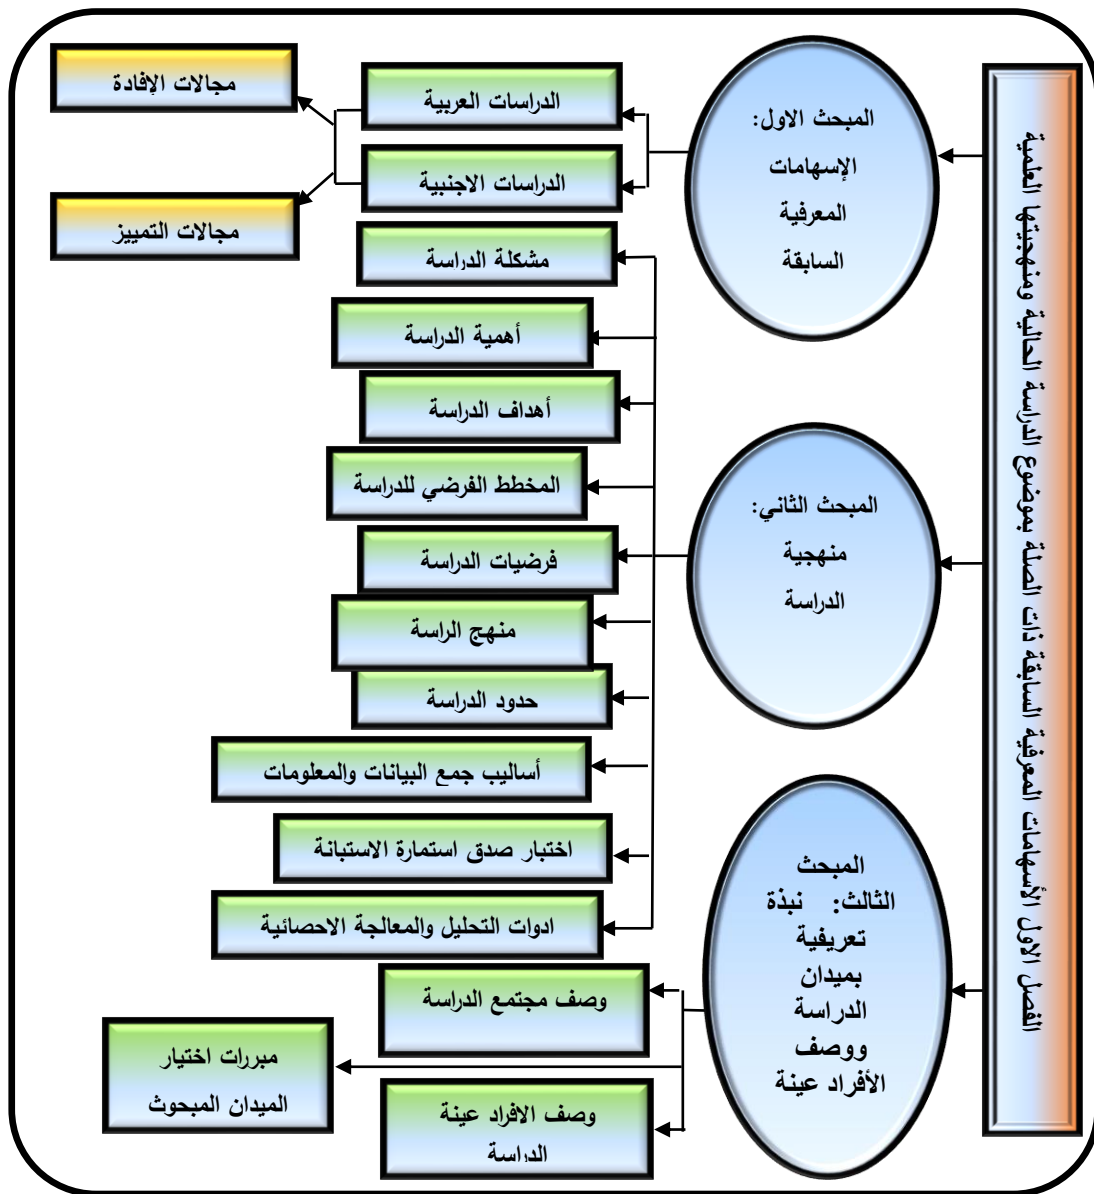 الفصل الاول الأسهامات المعرفية السابقة ذات الصلة بموضوع الدراسة الحالية ومنهجيتها العلمية
المبحث الاول:
الإسهامات
المعرفية
السابقة
الدراسات العربية
الدراسات الاجنبية
مجالات الإفادة
مجالات التمييز
المبحث الثاني:
منهجية
الدراسة
مشكلة الدراسة
أهمية الدراسة
أهداف الدراسة
المخطط الفرضي للدراسة
فرضيات الدراسة
منهج الراسة
حدود الدراسة
أساليب جمع البيانات والمعلومات
اختبار صدق استمارة الاستبانة
ادوات التحليل والمعالجة الاحصائية
المبحث
الثالث: نبذة
تعريفية
بميدان
الدراسة
ووصف
الأفراد عينة
وصف مجتمع الدراسة
مبررات اختيار
الميدان المبحوث
وصف الافراد عينة
الدراسة